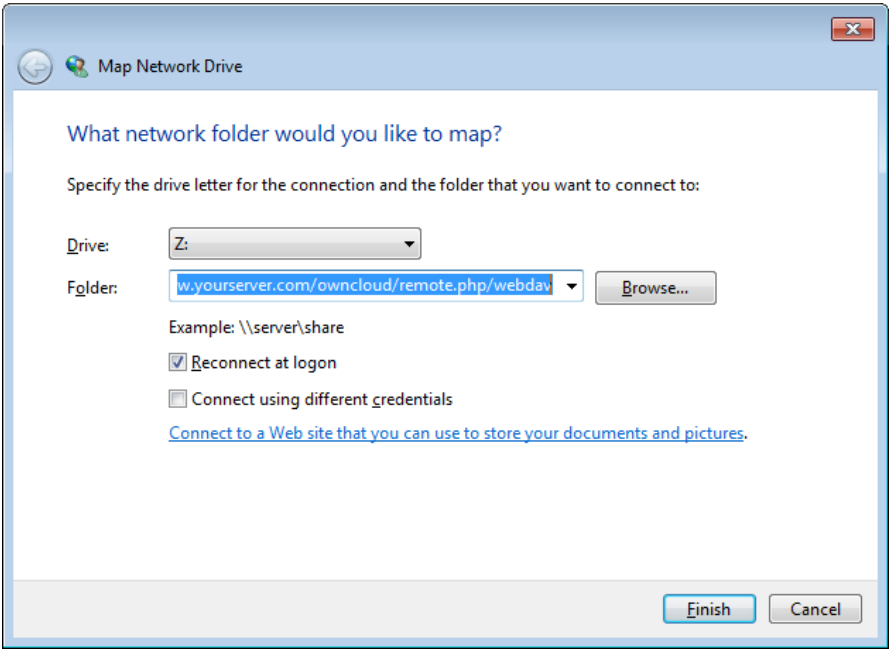 Map Network Drive
What network folder would you like to map?
Specify the drive letter for the connection and the folder that you want to connect to:
Drive: Z:
Folder: w.yourserver.com/owncloud/remote.php/webdav Browse...
Example: \\server\share
Reconnect at logon
Connect using different credentials
Connect to a Web site that you can use to store your documents and pictures.
Finish Cancel